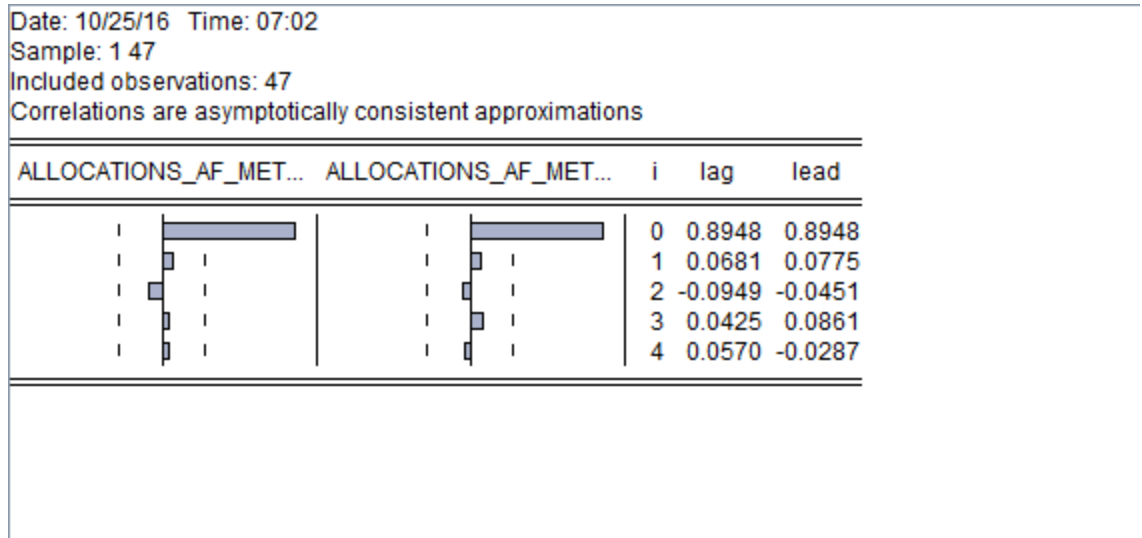 Date: 10/25/16 Time: 07:02
Sample: 1 47
Included observations: 47
Correlations are asymptotically consistent approximations
ALLOCATIONS_AF_MET... ALLOCATIONS_AF_MET... i lag lead
0 0.8948 0.8948
1 0.0681 0.0775
2 -0.0949 -0.0451
3 0.0425 0.0861
4 0.0570 -0.0287